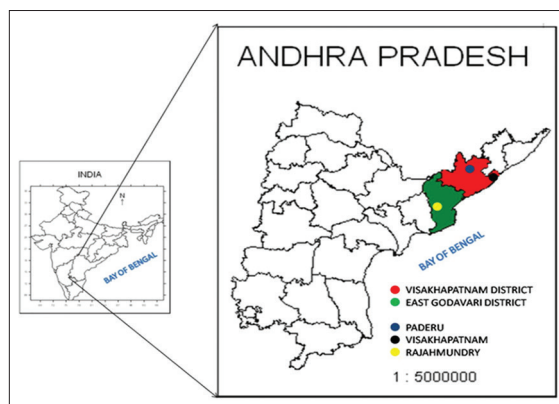 ANDHRA PRADESH
INDIA
N
BAY OF BENGAL
BAY OF BENGAL
VISAKHAPATNAM DISTRICT
EAST GODAVARI DISTRICT
PADERU
VISAKHAPATNAM
RAJAHMUNDRY
1 : 5000000